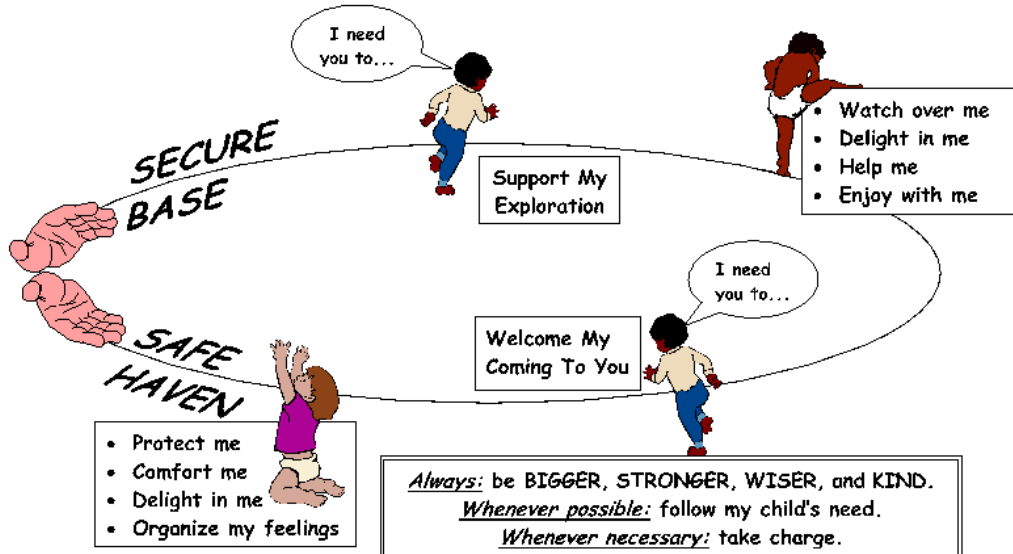 I need
you to...
SECURE
BASE
Support My
Exploration
• Watch over me
• Delight in me
• Help me
• Enjoy with me
I need
you to...
Welcome My
Coming To You
SAFE
HAVEN
• Protect me
• Comfort me
• Delight in me
• Organize my feelings
Always: be BIGGER, STRONGER, WISER, and KIND.
Whenever possible: follow my child's need.
Whenever necessary: take charge.